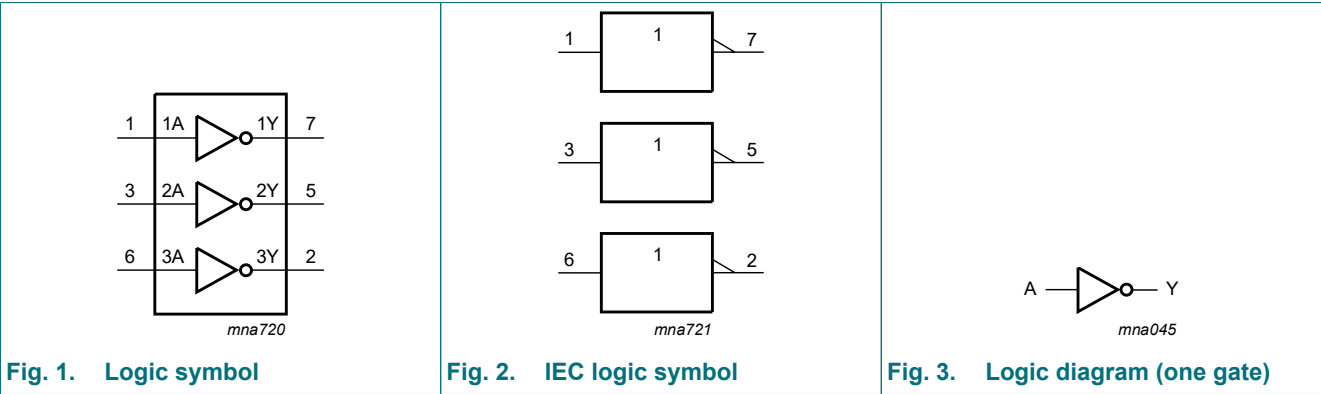 1 1A 1Y 7
3 2A 2Y 5
6 3A 3Y 2
mna720
Fig. 1. Logic symbol
1 1 7
3 1 5
6 1 2
mna721
Fig. 2. IEC logic symbol
A Y
mna045
Fig. 3. Logic diagram (one gate)